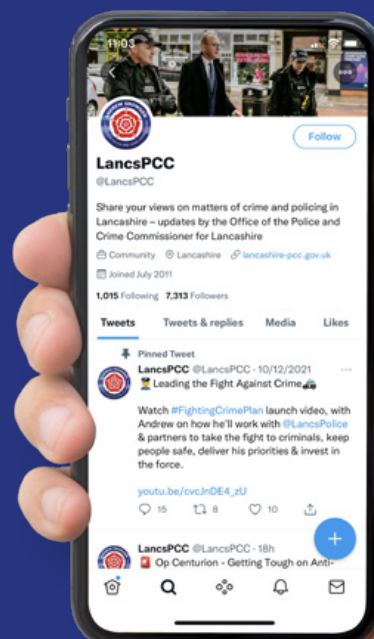 11:03
ANDREW SNOWDEN
Follow
LancsPCC
@LancsPCC
Share your views on matters of crime and policing in
Lancashire – updates by the Office of the Police and
Crime Commissioner for Lancashire
Community Lancashire lancashire-pcc.gov.uk
Joined July 2011
1,015 Following 7,313 Followers
Tweets Tweets & replies Media Likes
Pinned Tweet
LancsPCC @LancsPCC · 10/12/2021
Leading the Fight Against Crime
Watch #FightingCrimePlan launch video, with
Andrew on how he'll work with @LancsPolice
& partners to take the fight to criminals, keep
people safe, deliver his priorities & invest in
the force.
youtu.be/cvcJnDE4_zU
15 8 10
LancsPCC @LancsPCC · 18h
Op Centurion - Getting Tough on Anti-